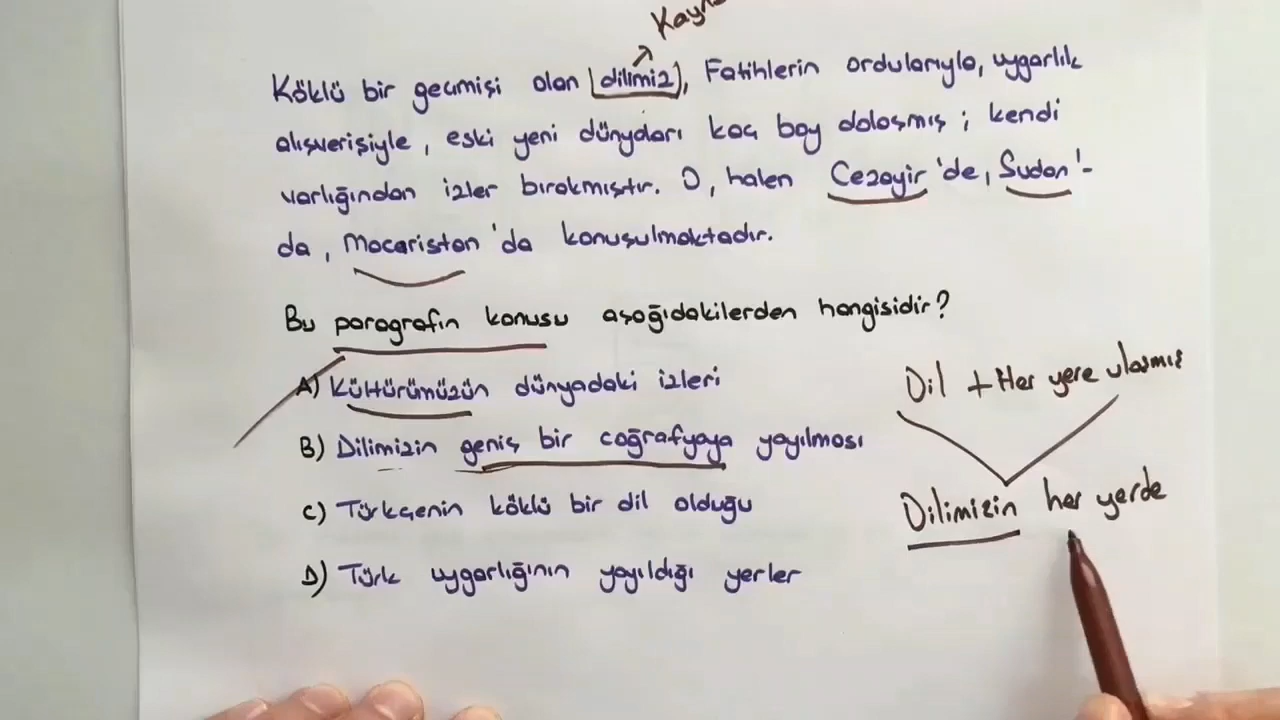 Köklü bir geçmişi olan dilimiz, Fatihlerin ordularıyla, uygarlık
alışverişiyle, eski yeni dünyaları kaç boy dolaşmış; kendi
varlığından izler bırakmıştır. O, halen Cezayir'de, Sudan'-
da, Macaristan'da konuşulmaktadır.
Bu paragrafın konusu aşağıdakilerden hangisidir?
A) Kültürümüzün dünyadaki izleri
B) Dilimizin geniş bir coğrafyaya yayılması
C) Türkçenin köklü bir dil olduğu
D) Türk uygarlığının yayıldığı yerler
Dil + Her yere ulaşmış
Dilimizin her yerde